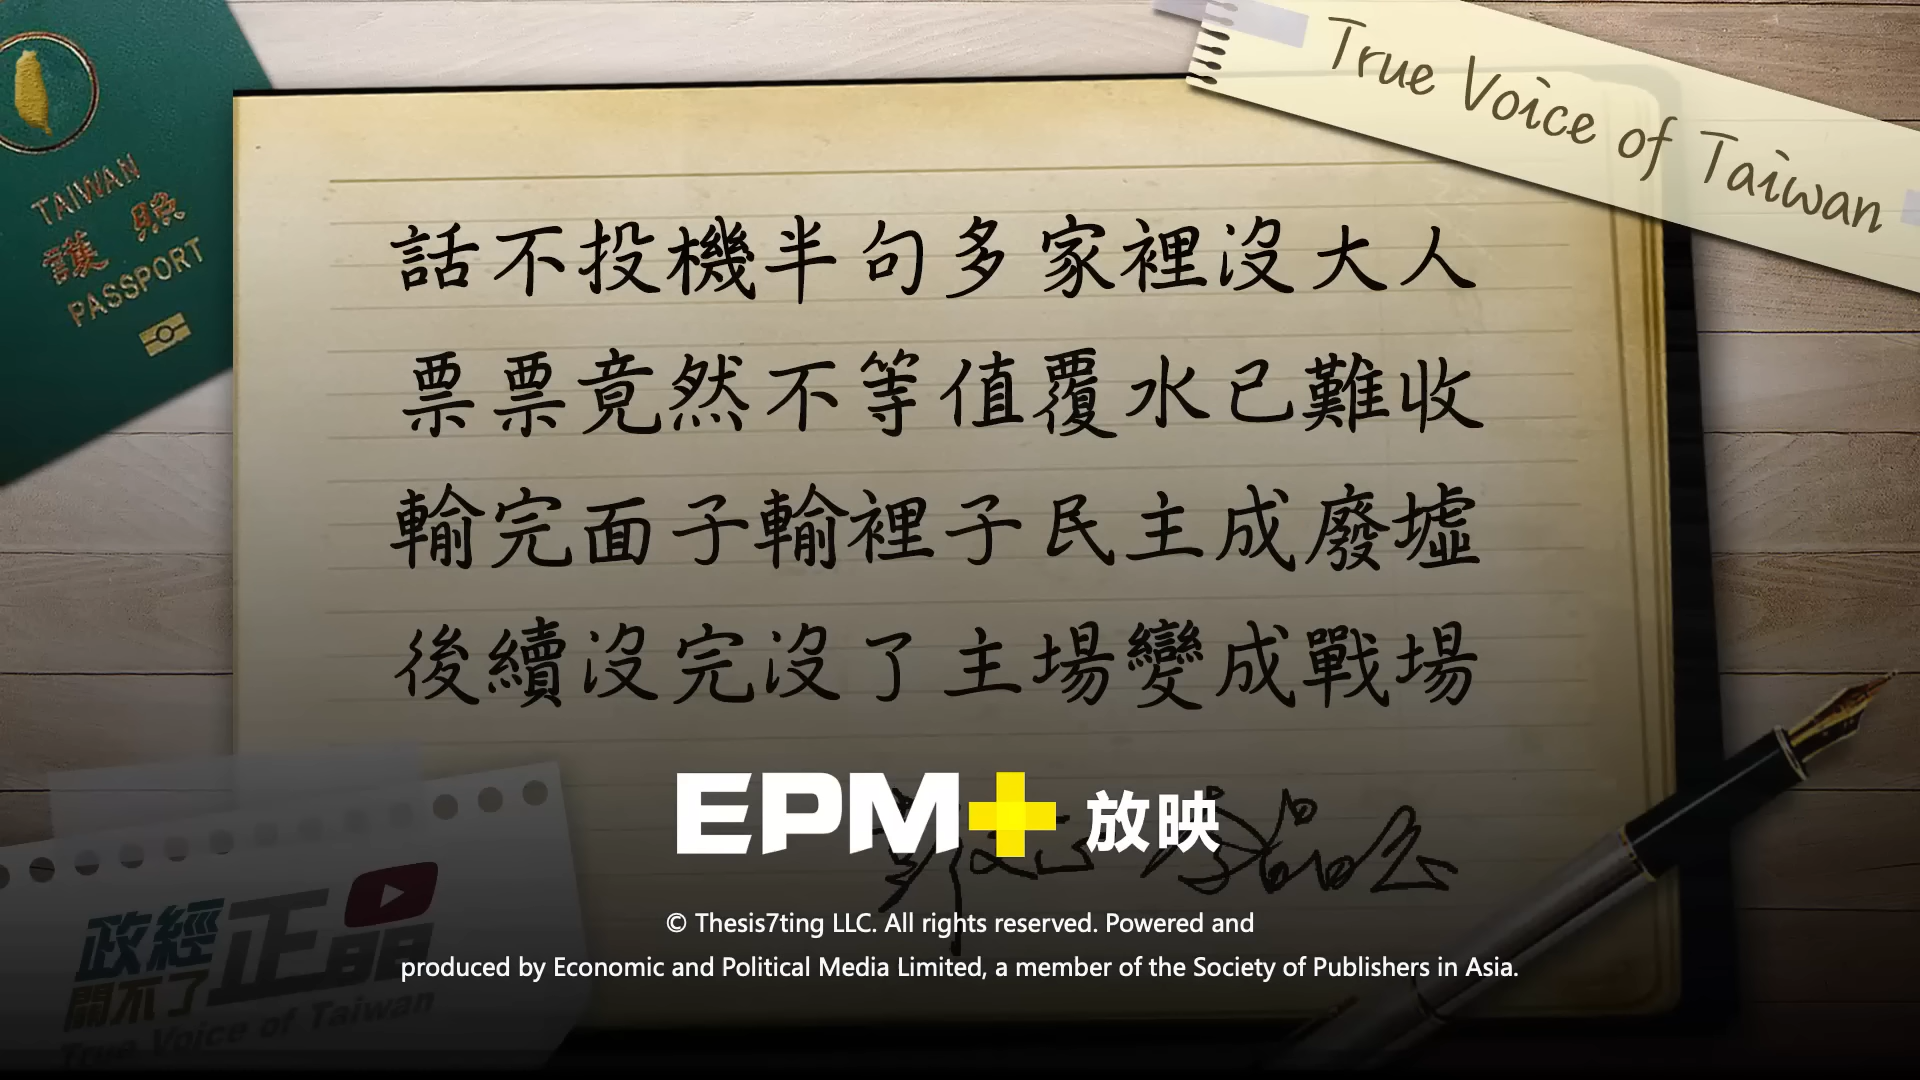 True Voice of Taiwan
TAIWAN
護照
PASSPORT
話不投機半句多家裡沒大人
票票竟然不等值覆水已難收
輸完面子輸裡子民主成廢墟
後續沒完沒了主場變成戰場
EPM+ 放映
© Thesis7ting LLC. All rights reserved. Powered and
produced by Economic and Political Media Limited, a member of the Society of Publishers in Asia.
政經
關不了
正晶
True Voice of Taiwan